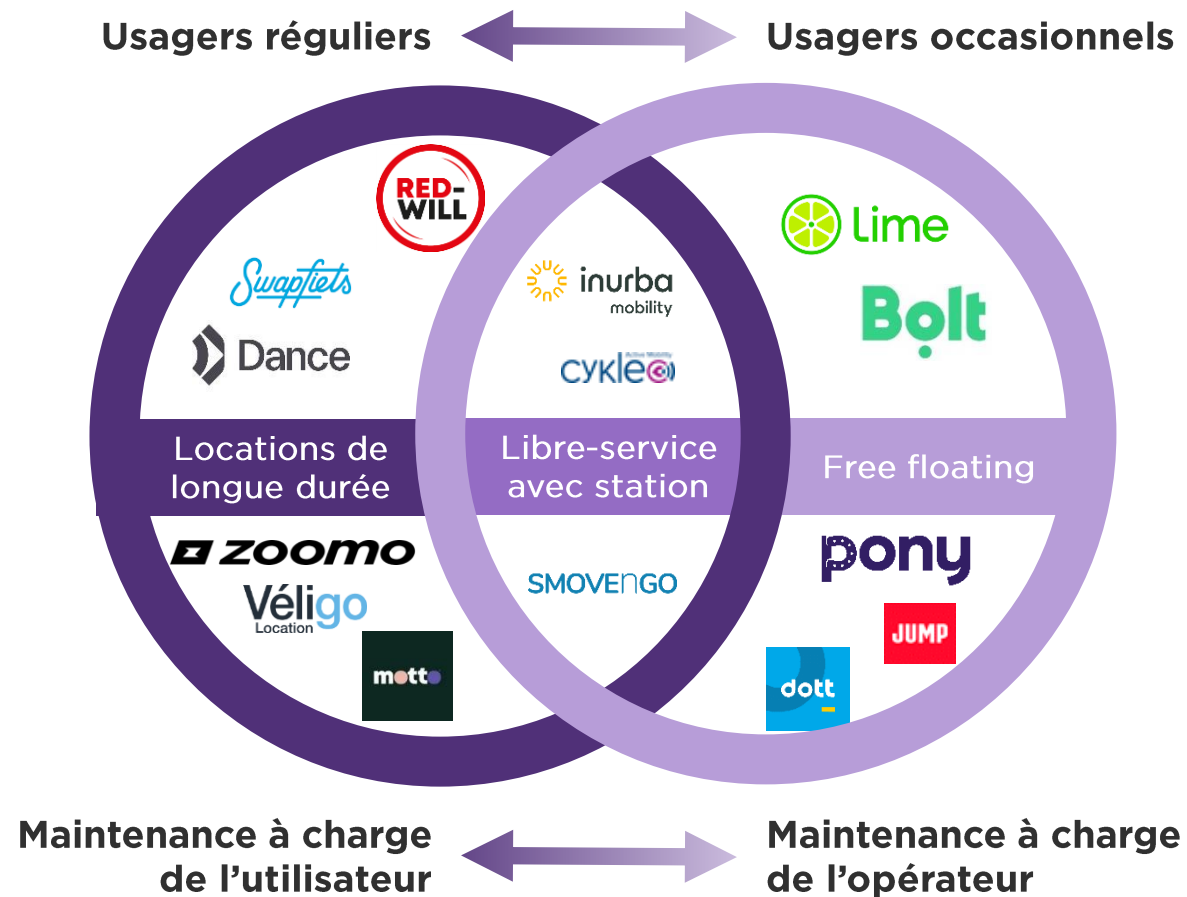 Usagers réguliers
Usagers occasionnels
RED-
WILL
Swapfiets
Dance
inurba
mobility
Active Mobility
cykleo
Lime
Bolt
Locations de
longue durée
Libre-service
avec station
Free floating
zoomo
Véligo
Location
motto
SMOVENGO
pony
JUMP
dott
Maintenance à charge
de l’utilisateur
Maintenance à charge
de l’opérateur